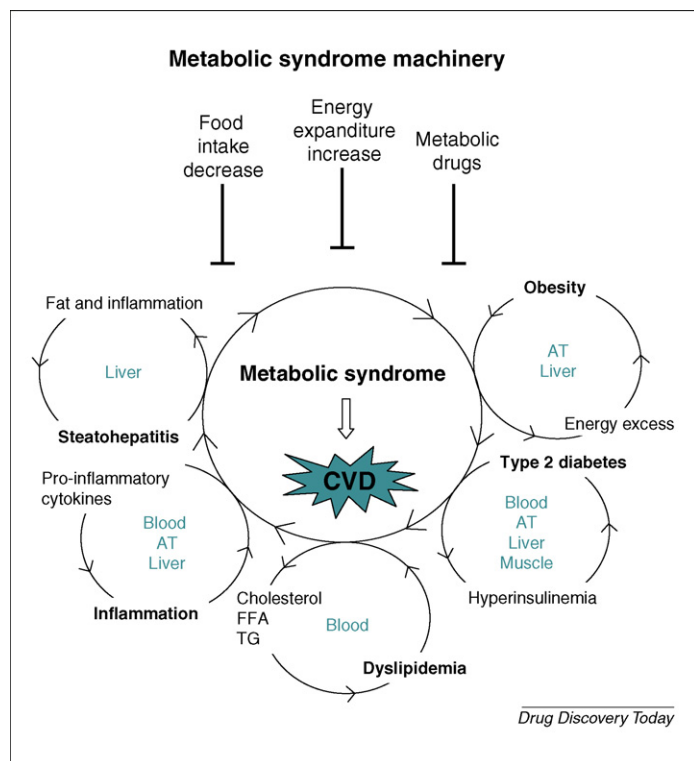 Metabolic syndrome machinery
Food
intake
decrease
Energy
expanditure
increase
Metabolic
drugs
Fat and inflammation
Liver
Steatohepatitis
Obesity
AT
Liver
Energy excess
Metabolic syndrome
CVD
Pro-inflammatory
cytokines
Blood
AT
Liver
Inflammation
Type 2 diabetes
Blood
AT
Liver
Muscle
Hyperinsulinemia
Cholesterol
FFA
TG
Blood
Dyslipidemia
Drug Discovery Today